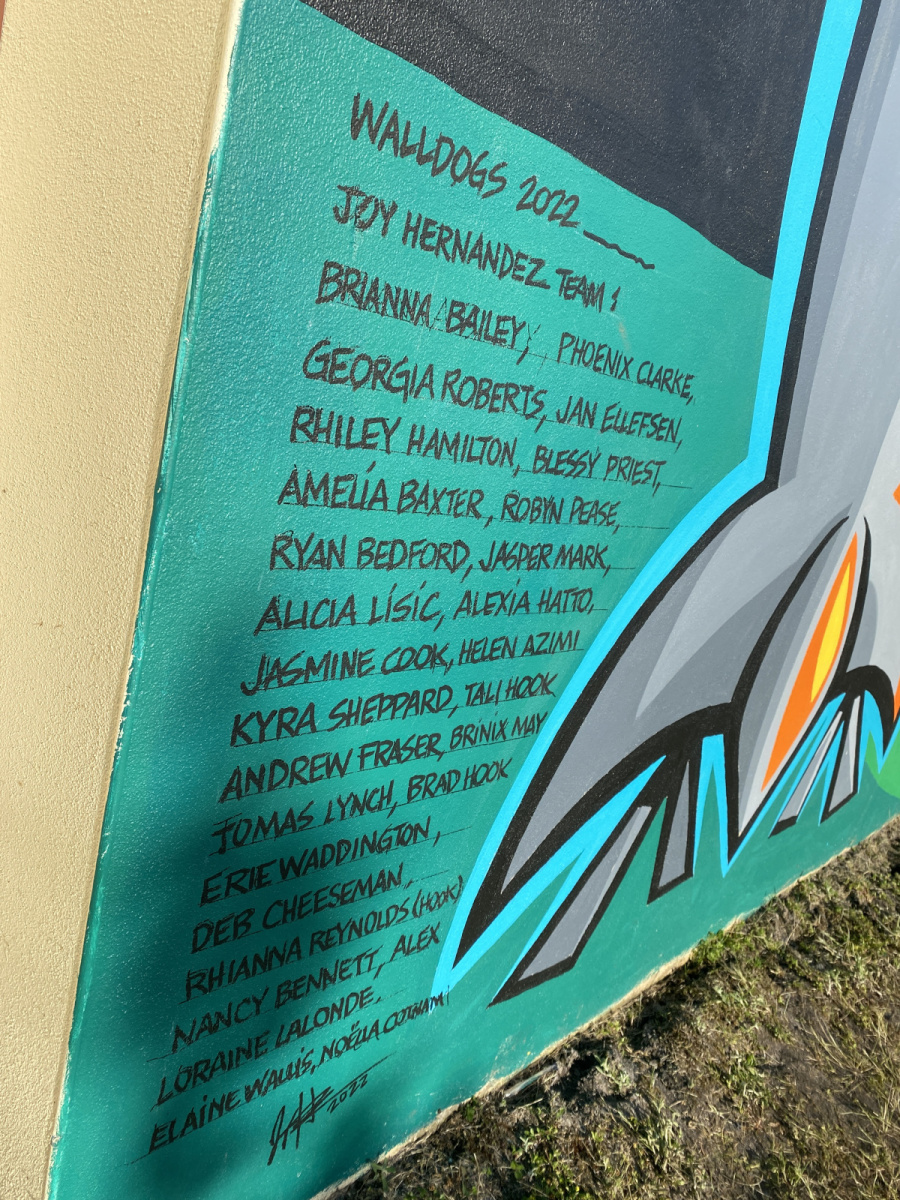 WALLDOGS 2022
JOY HERNANDEZ TEAM :
BRIANNA BAILEY, PHOENIX CLARKE,
GEORGIA ROBERTS, JAN ELLEFSEN,
RHILEY HAMILTON, BLESSY PRIEST,
AMELIA BAXTER, ROBYN PEASE,
RYAN BEDFORD, JASPER MARK,
ALICIA LISIC, ALEXIA HATTO,
JASMINE COOK, HELEN AZIMI
KYRA SHEPPARD, TALI HOOK
ANDREW FRASER, BRINIX MAY
TOMAS LYNCH, BRAD HOOK
ERIE WADDINGTON,
DEB CHEESEMAN,
RHIANNA REYNOLDS (HOOK)
NANCY BENNETT, ALEX
LORAINE LALONDE.
ELAINE WALLIS, NOËLLA COTNAM
2022